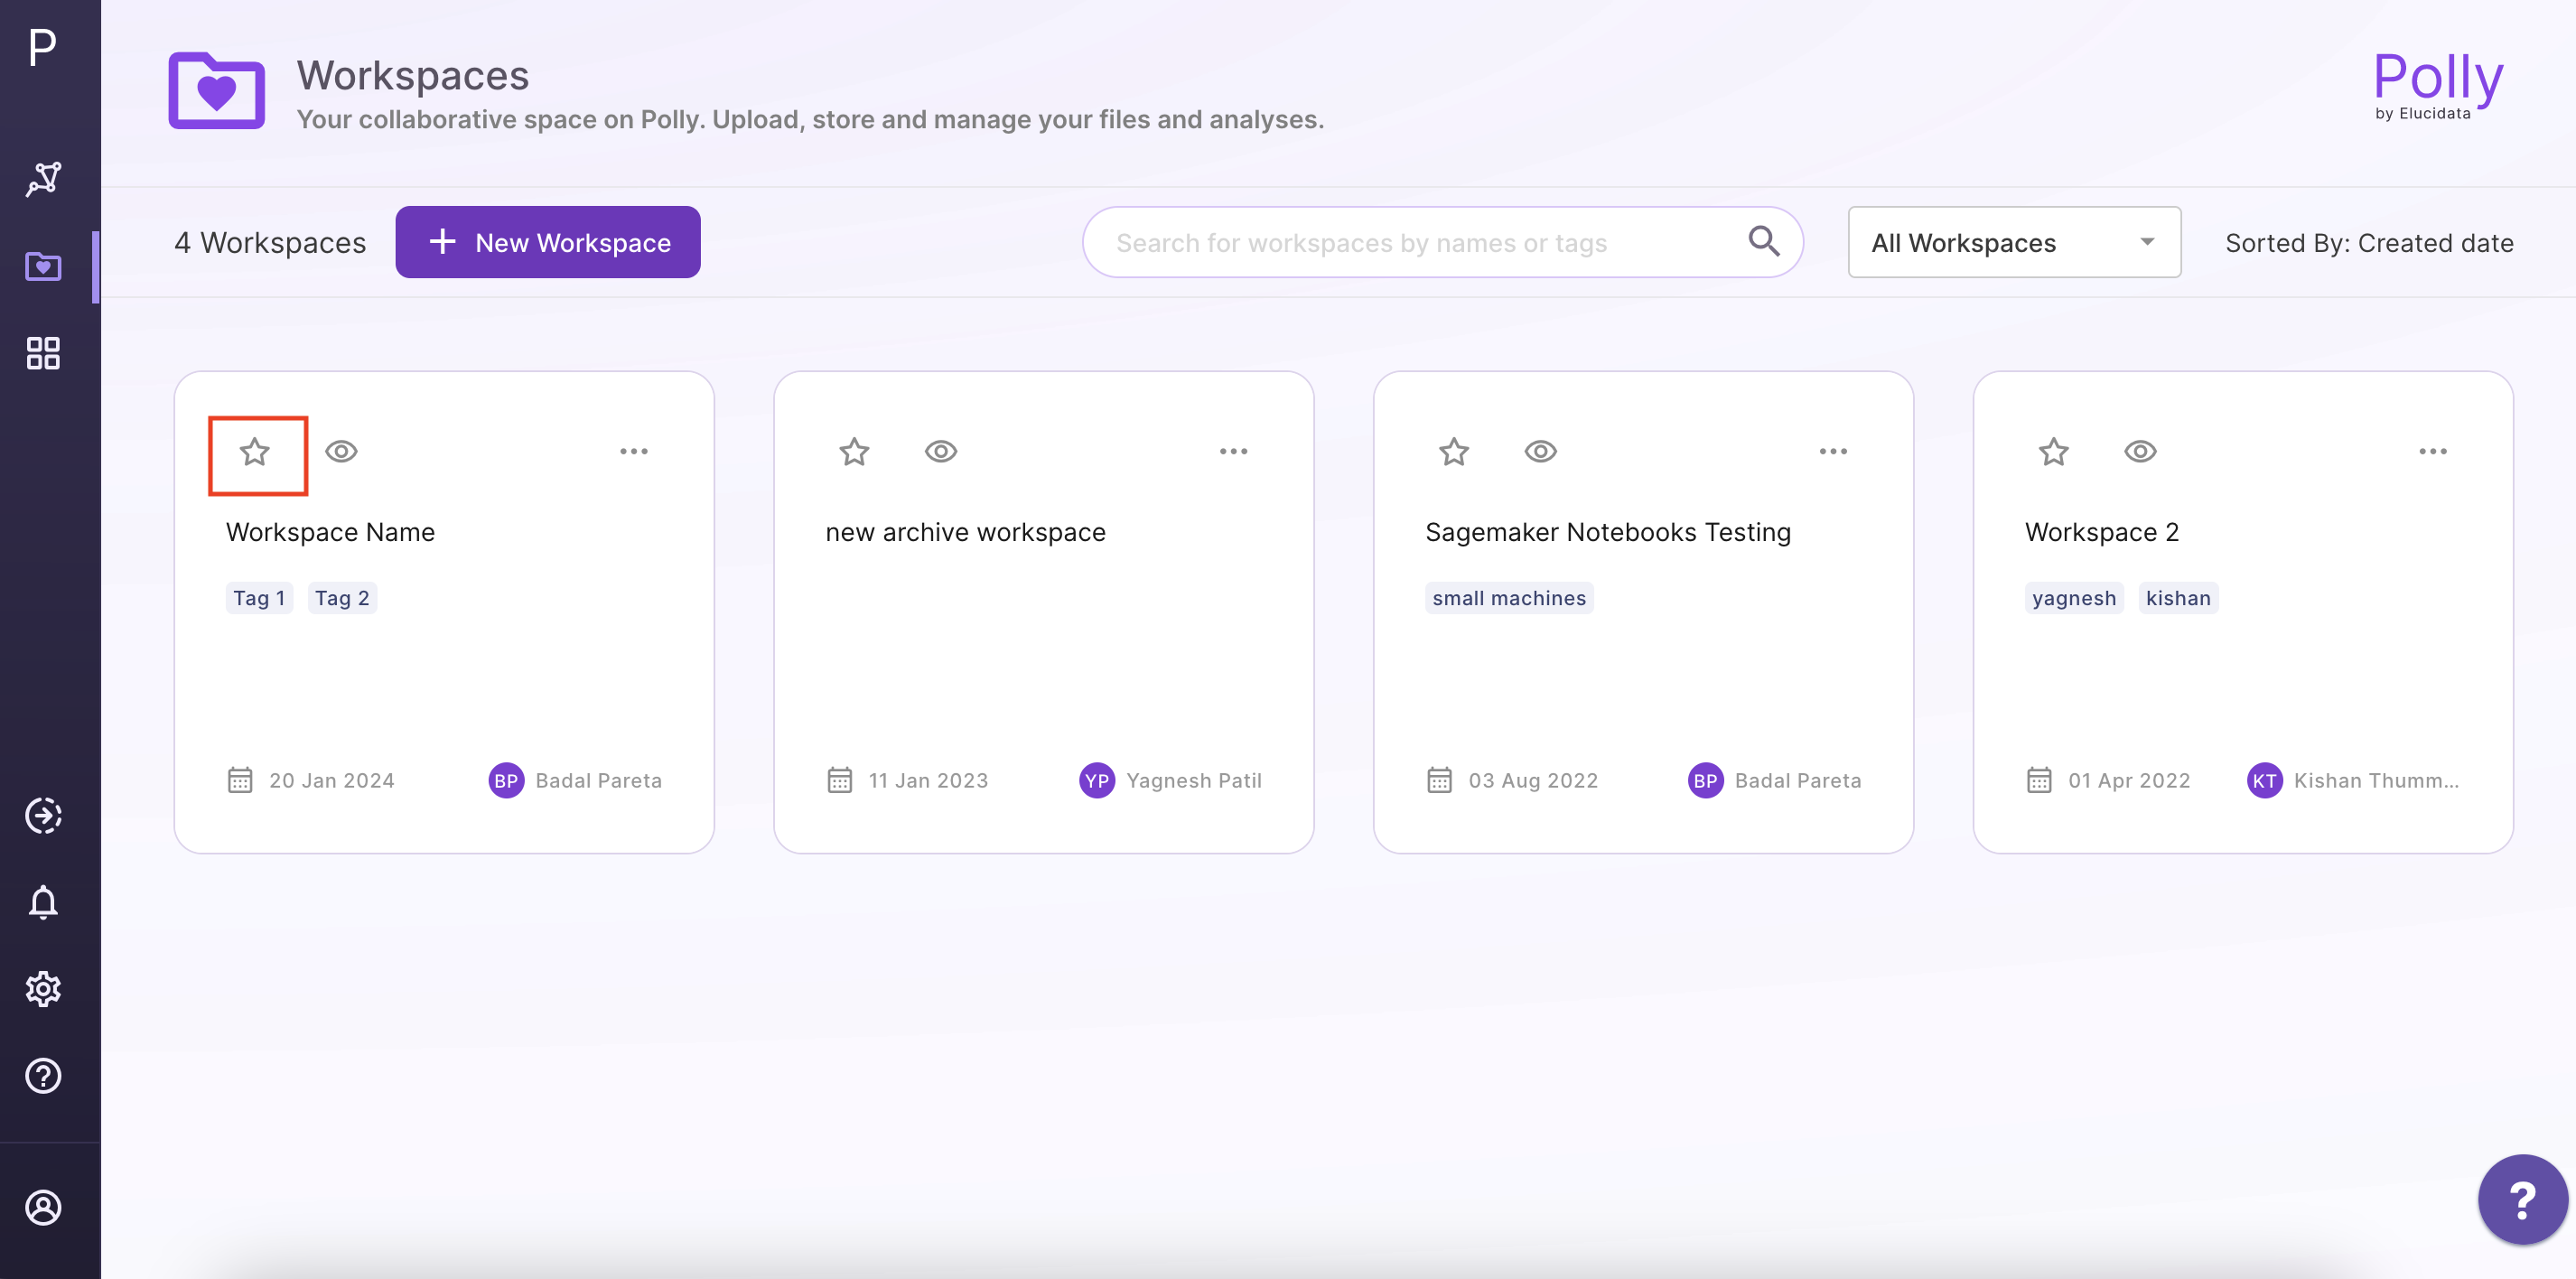 P
Workspaces
Your collaborative space on Polly. Upload, store and manage your files and analyses.
Polly
by Elucidata
4 Workspaces
+ New Workspace
Search for workspaces by names or tags
All Workspaces
Sorted By: Created date
Workspace Name
Tag 1 Tag 2
20 Jan 2024
BP Badal Pareta
new archive workspace
11 Jan 2023
YP Yagnesh Patil
Sagemaker Notebooks Testing
small machines
03 Aug 2022
BP Badal Pareta
Workspace 2
yagnesh kishan
01 Apr 2022
KT Kishan Thumm...
?